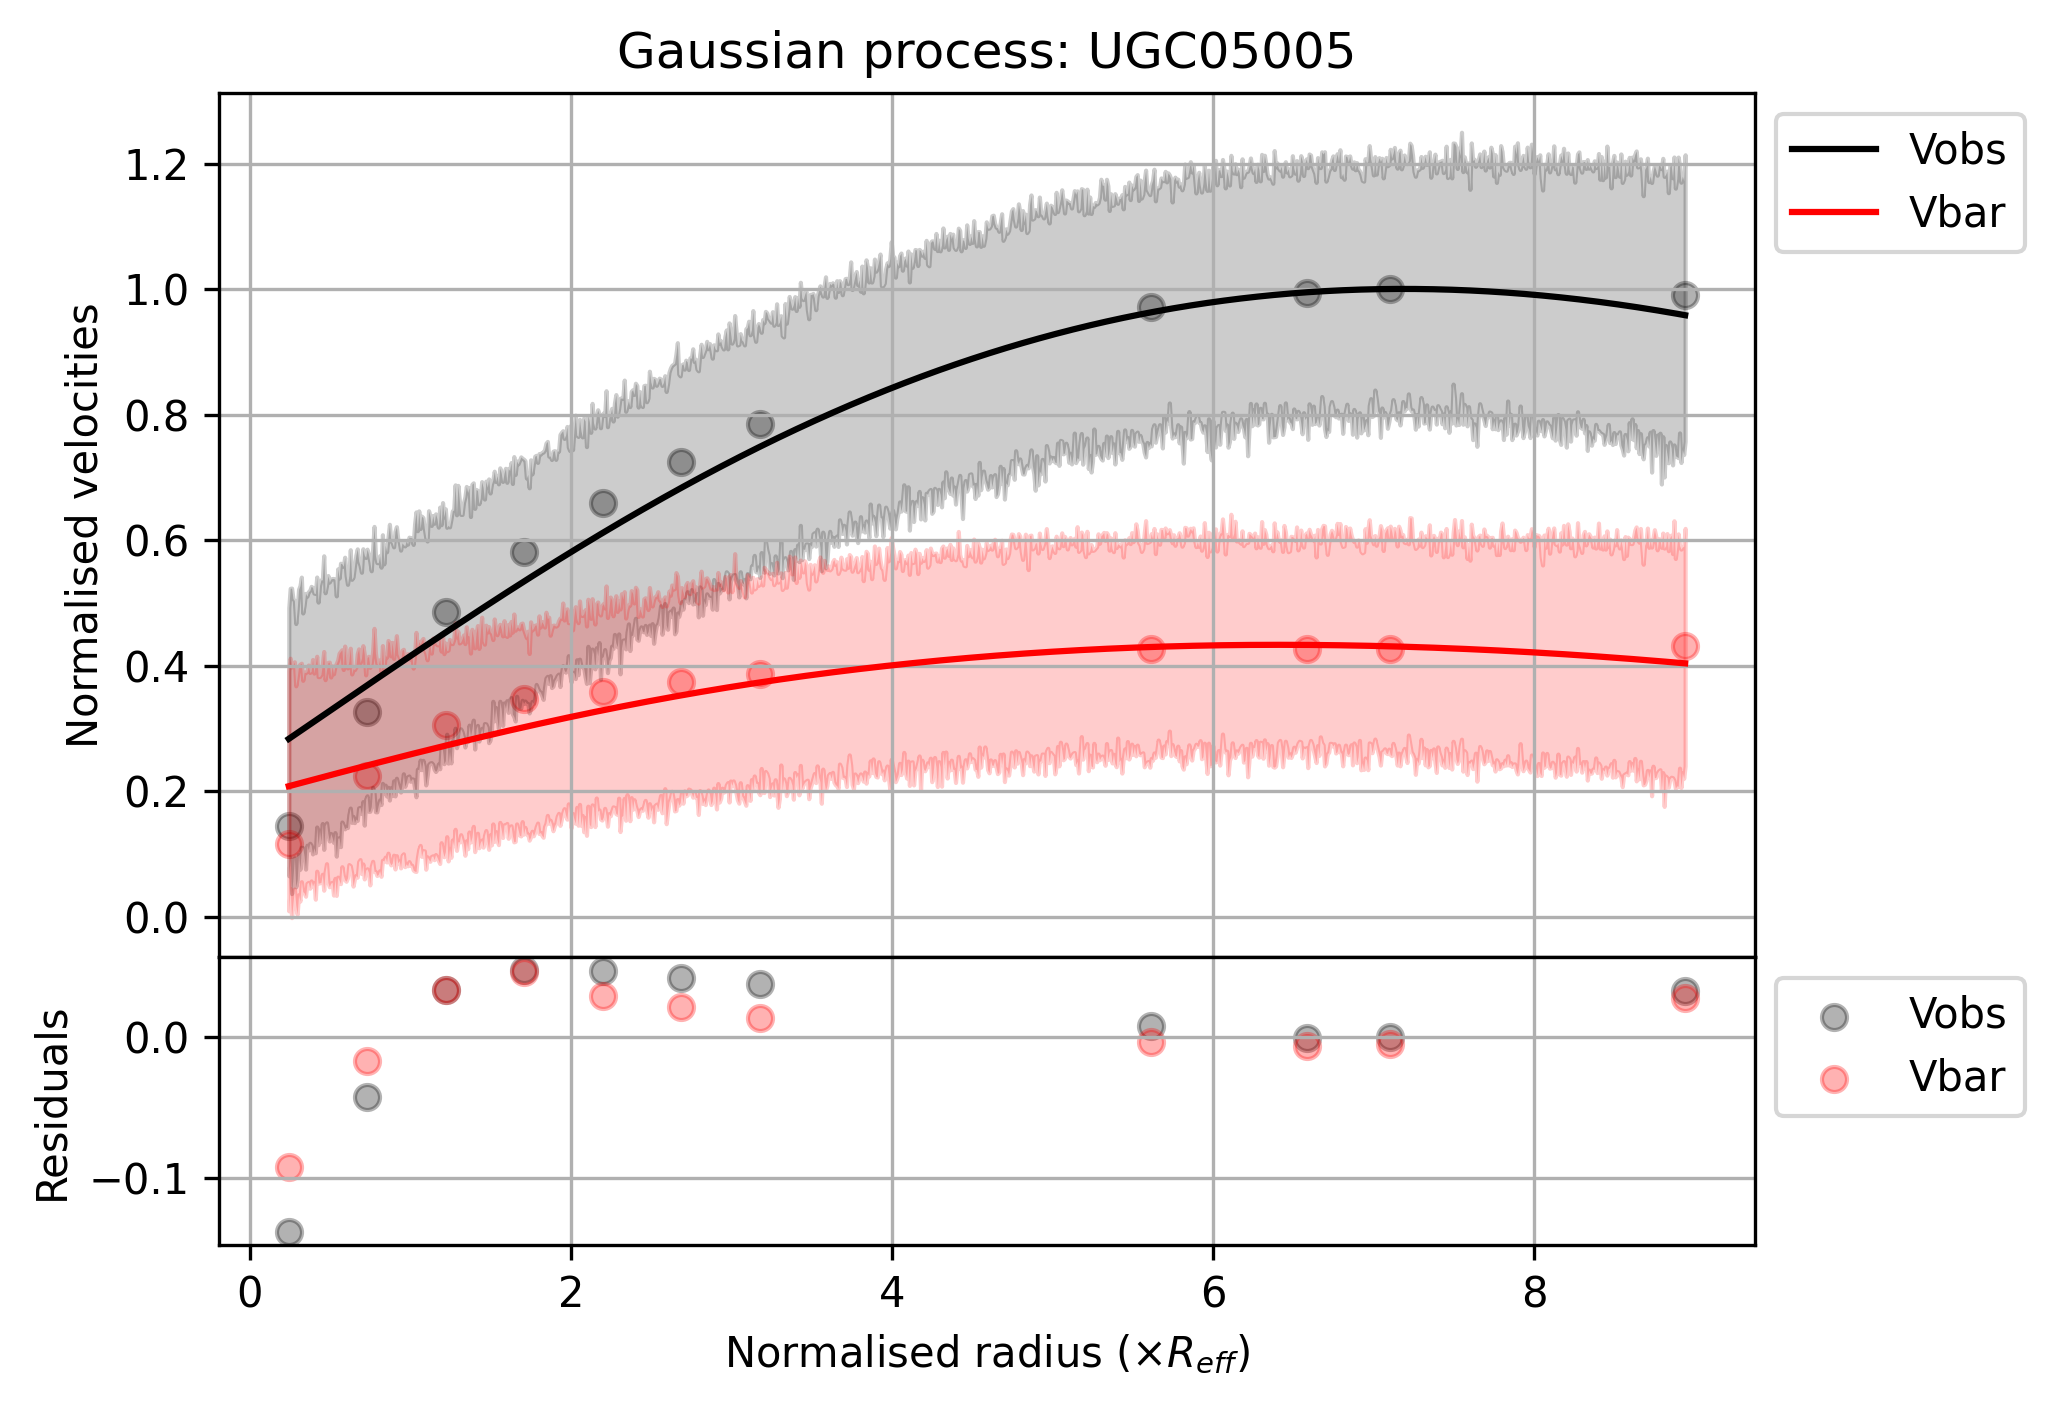 Gaussian process: UGC05005
Vobs
Vbar
1.2
1.0
0.8
0.6
0.4
0.2
0.0
Normalised velocities
Vobs
Vbar
0.0
−0.1
Residuals
0 2 4 6 8
Normalised radius (×R_eff)